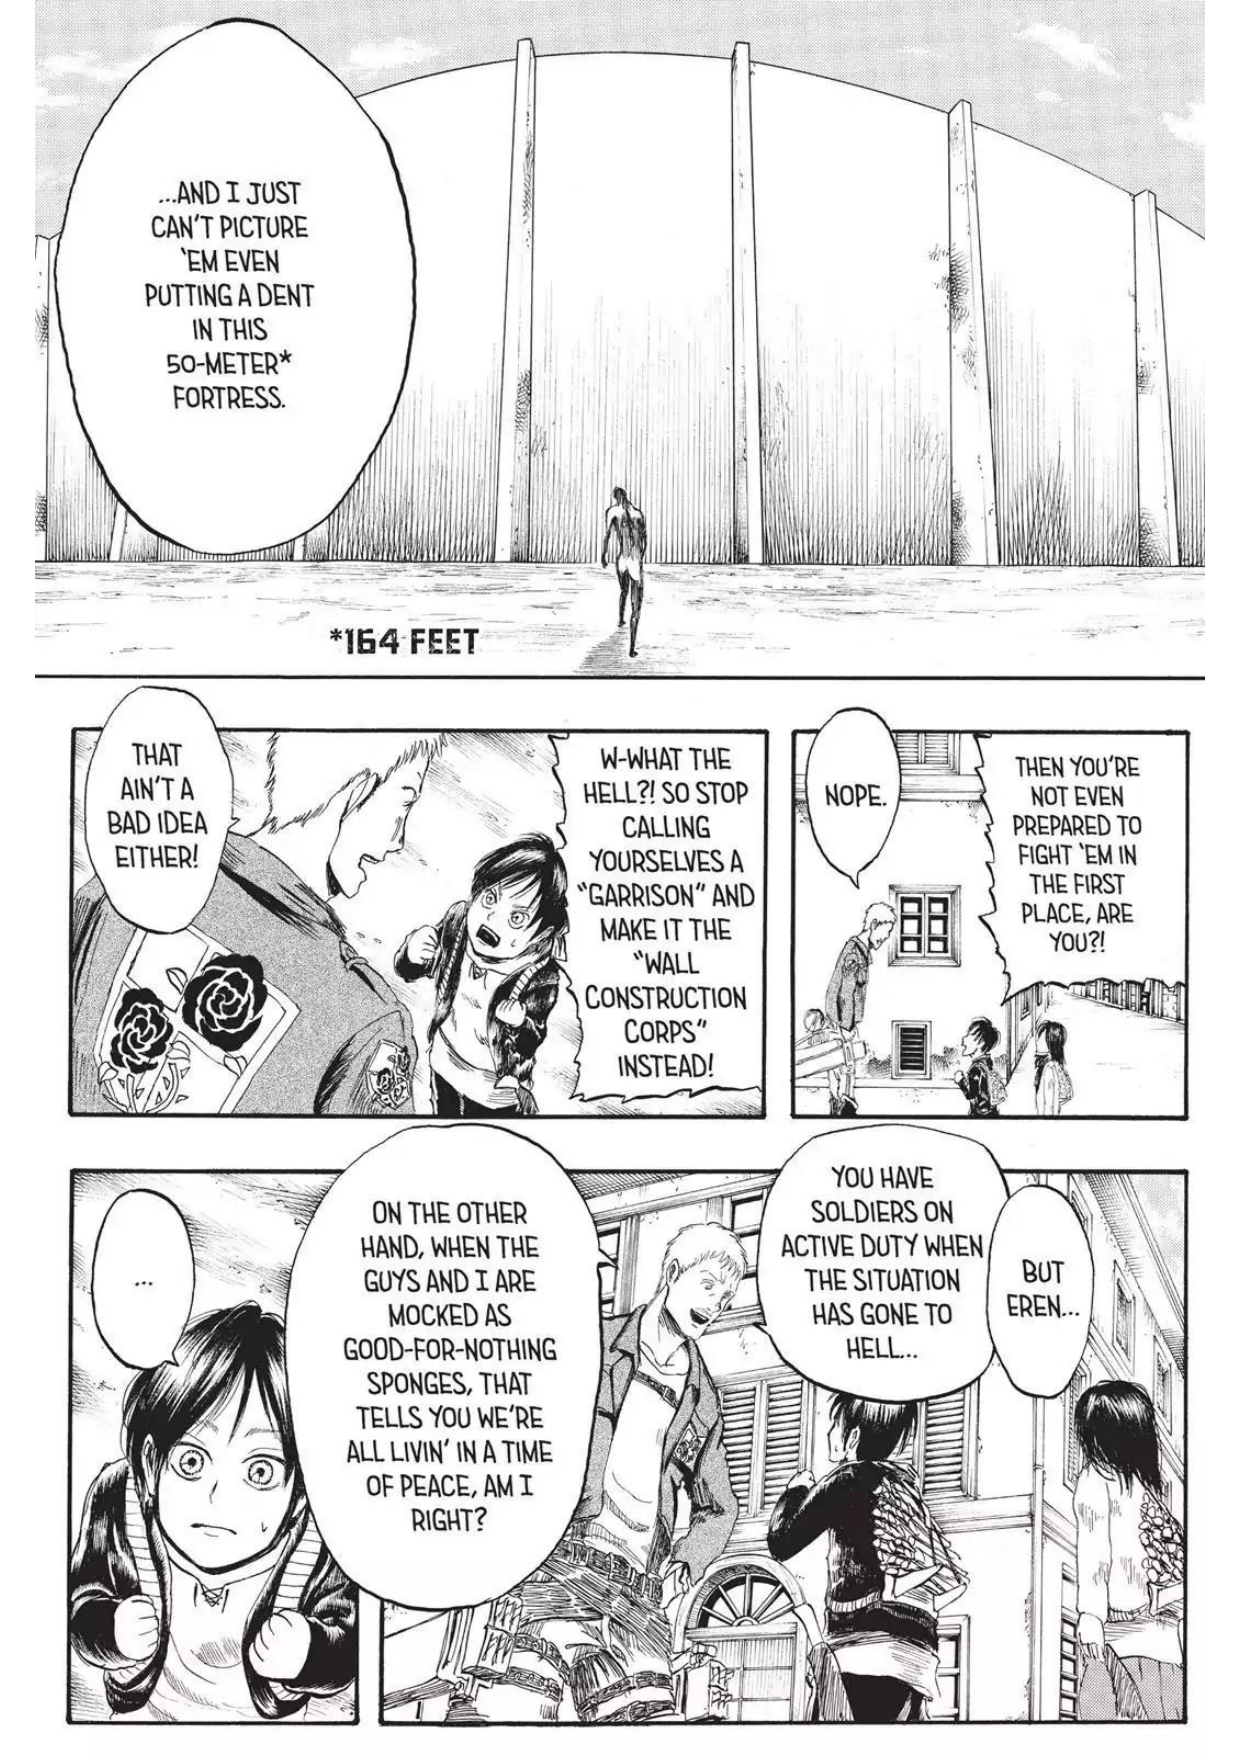 ...AND I JUST
CAN'T PICTURE
'EM EVEN
PUTTING A DENT
IN THIS
50-METER*
FORTRESS.
*164 FEET
THEN YOU'RE
NOT EVEN
PREPARED TO
FIGHT 'EM IN
THE FIRST
PLACE, ARE
YOU?!
NOPE.
W-WHAT THE
HELL?! SO STOP
CALLING
YOURSELVES A
"GARRISON" AND
MAKE IT THE
"WALL
CONSTRUCTION
CORPS"
INSTEAD!
THAT
AIN'T A
BAD IDEA
EITHER!
BUT
EREN...
YOU HAVE
SOLDIERS ON
ACTIVE DUTY WHEN
THE SITUATION
HAS GONE TO
HELL...
ON THE OTHER
HAND, WHEN THE
GUYS AND I ARE
MOCKED AS
GOOD-FOR-NOTHING
SPONGES, THAT
TELLS YOU WE'RE
ALL LIVIN' IN A TIME
OF PEACE, AM I
RIGHT?
...